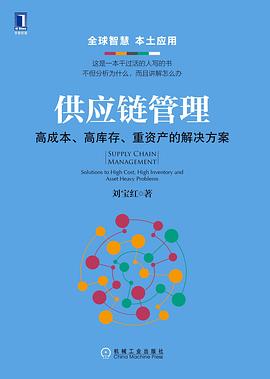 华章经管
全球智慧 本土应用
这是一本干过活的人写的书
不但分析为什么,而且讲解怎么办
供应链管理
高成本、高库存、重资产的解决方案
SUPPLY CHAIN
MANAGEMENT
Solutions to High Cost, High Inventory and
Asset Heavy Problems
刘宝红◎著
机械工业出版社
China Machine Press